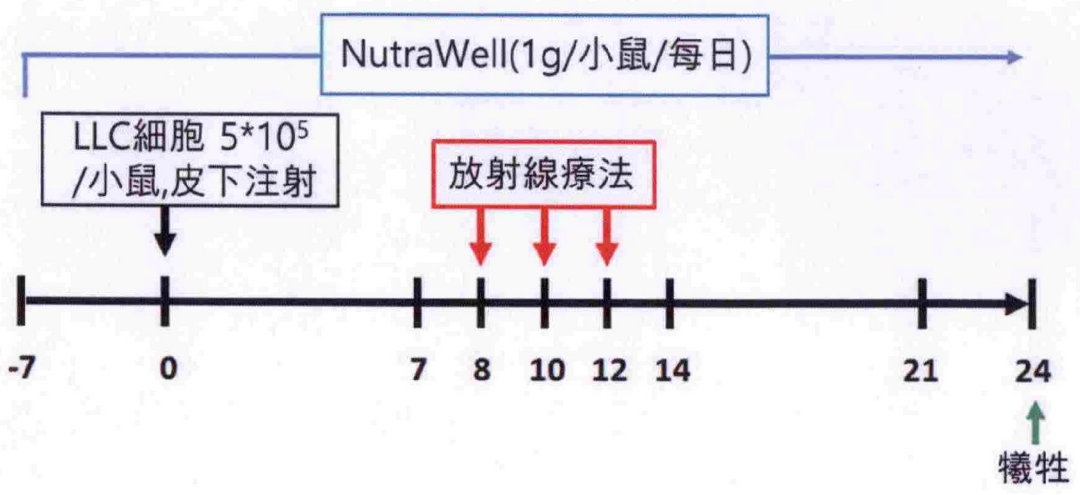 NutraWell(1g/小鼠/每日)
LLC細胞 5*10⁵
/小鼠,皮下注射
放射線療法
-7 0 7 8 10 12 14 21 24
犧牲